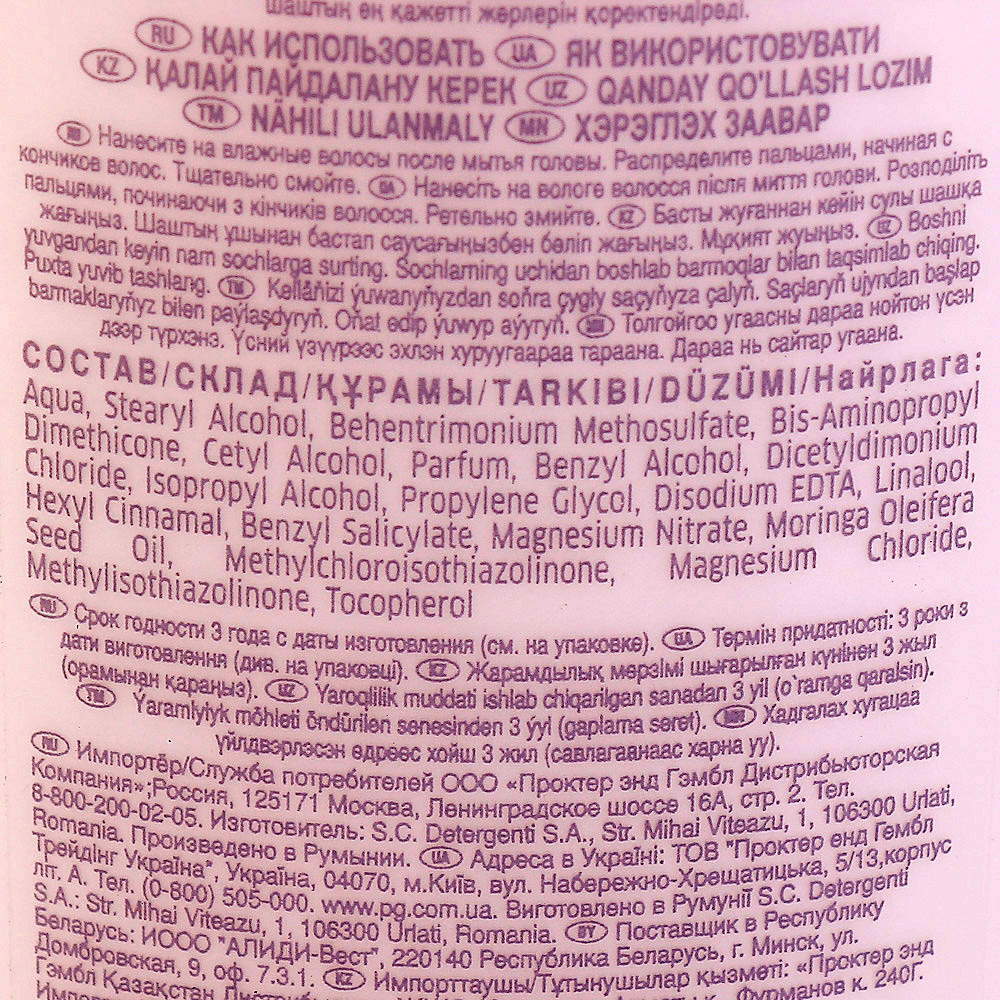 шаштың ең қажетті жерлерін қоректендіреді.
RU КАК ИСПОЛЬЗОВАТЬ UA ЯК ВИКОРИСТОВУВАТИ
KZ ҚАЛАЙ ПАЙДАЛАНУ КЕРЕК UZ QANDAY QO'LLASH LOZIM
TM NÄHILI ULANMALY MN ХЭРЭГЛЭХ ЗААВАР
RU Нанесите на влажные волосы после мытья головы. Распределите пальцами, начиная с
кончиков волос. Тщательно смойте. UA Нанесіть на вологе волосся після миття голови. Розподіліть
пальцями, починаючи з кінчиків волосся. Ретельно змийте. KZ Басты жуғаннан кейін сулы шашқа
жағыңыз. Шаштың ұшынан бастап саусағыңызбен бөліп жағыңыз. Мұқият жуыңыз. UZ Boshni
yuvgandan keyin nam sochlarga surting. Sochlarning uchidan boshlab barmoqlar bilan taqsimlab chiqing.
Puxta yuvib tashlang. TM Kelläňizi ýuwanyňyzdan soňra çygly saçyňyza çalyň. Saçlaryň ujyndan başlap
barmaklaryňyz bilen paýlaşdyryň. Oňat edip ýuwyp aýyryň. MN Толгойгоо угаасны дараа нойтон үсэн
дээр түрхэнэ. Үсний үзүүрээс эхлэн хуруугаараа тараана. Дараа нь сайтар угаана.
СОСТАВ/СКЛАД/ҚҰРАМЫ/TARKIBI/DÜZÜMI/Найрлага:
Aqua, Stearyl Alcohol, Behentrimonium Methosulfate, Bis-Aminopropyl
Dimethicone, Cetyl Alcohol, Parfum, Benzyl Alcohol, Dicetyldimonium
Chloride, Isopropyl Alcohol, Propylene Glycol, Disodium EDTA, Linalool,
Hexyl Cinnamal, Benzyl Salicylate, Magnesium Nitrate, Moringa Oleifera
Seed Oil, Methylchloroisothiazolinone, Magnesium Chloride,
Methylisothiazolinone, Tocopherol
RU Срок годности 3 года с даты изготовления (см. на упаковке). UA Термін придатності: 3 роки з
дати виготовлення (див. на упаковці). KZ Жарамдылық мерзімі шығарылған күнінен 3 жыл
(орамынан қараңыз). UZ Yaroqlilik muddati ishlab chiqarilgan sanadan 3 yil (o`ramga qaralsin).
TM Ýaramlylyk möhleti öndürilen senesinden 3 ýyl (gaplama seret). MN Хадгалах хугацаа
үйлдвэрлэсэн өдрөөс хойш 3 жил (савлагаанаас харна уу).
RU Импортёр/Служба потребителей ООО «Проктер энд Гэмбл Дистрибьюторская
Компания»;Россия, 125171 Москва, Ленинградское шоссе 16А, стр. 2. Тел.
8-800-200-02-05. Изготовитель: S.C. Detergenti S.A., Str. Mihai Viteazu, 1, 106300 Urlati,
Romania. Произведено в Румынии. UA Адреса в Україні: ТОВ "Проктер енд Гембл
Трейдінг Україна", Україна, 04070, м.Київ, вул. Набережно-Хрещатицька, 5/13,корпус
літ. А. Тел. (0-800) 505-000. www.pg.com.ua. Виготовлено в Румунії S.C. Detergenti
S.A.: Str. Mihai Viteazu, 1, 106300 Urlati, Romania. BY Поставщик в Республику
Беларусь: ИООО "АЛИДИ-Вест", 220140 Республика Беларусь, г. Минск, ул.
Домбровская, 9, оф. 7.3.1. KZ Импорттаушы/Тұтынушылар қызметі: «Проктер энд
Гэмбл Қазақстан Фурманов к. 240Г.